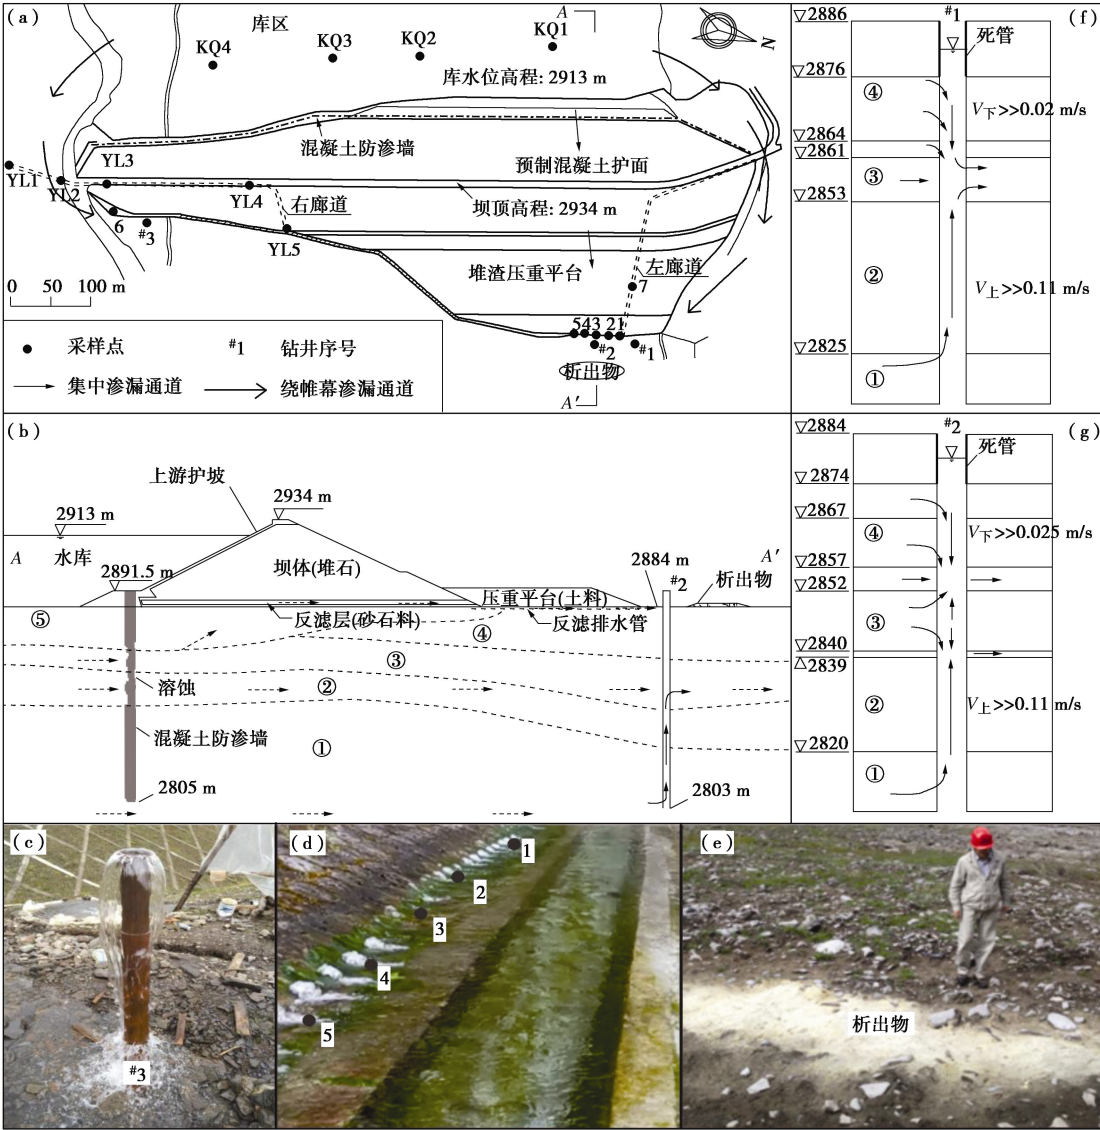 (a)
库区
A
N
KQ4
KQ3
KQ2
KQ1
库水位高程: 2913 m
混凝土防渗墙
预制混凝土护面
YL1
YL2
YL3
YL4
右廊道
坝顶高程: 2934 m
6
#3
YL5
堆渣压重平台
左廊道
7
0 50 100 m
543 21
#2
#1
析出物
A′
采样点
#1 钻井序号
集中渗漏通道
绕帷幕渗漏通道
(b)
上游护坡
2934 m
2913 m
A
水库
2891.5 m
坝体(堆石)
2884 m
#2
A′
析出物
压重平台(土料)
⑤
反滤层(砂石料)
④
反滤排水管
③
溶蚀
②
混凝土防渗墙
①
2805 m
2803 m
(f)
#1
2886
死管
2876
④
V下>>0.02 m/s
2864
2861
③
2853
②
V上>>0.11 m/s
2825
①
(g)
#2
2884
死管
2874
2867
④
V下>>0.025 m/s
2857
2852
③
2840
2839
②
V上>>0.11 m/s
2820
①
(c)
#3
(d)
1
2
3
4
5
(e)
析出物